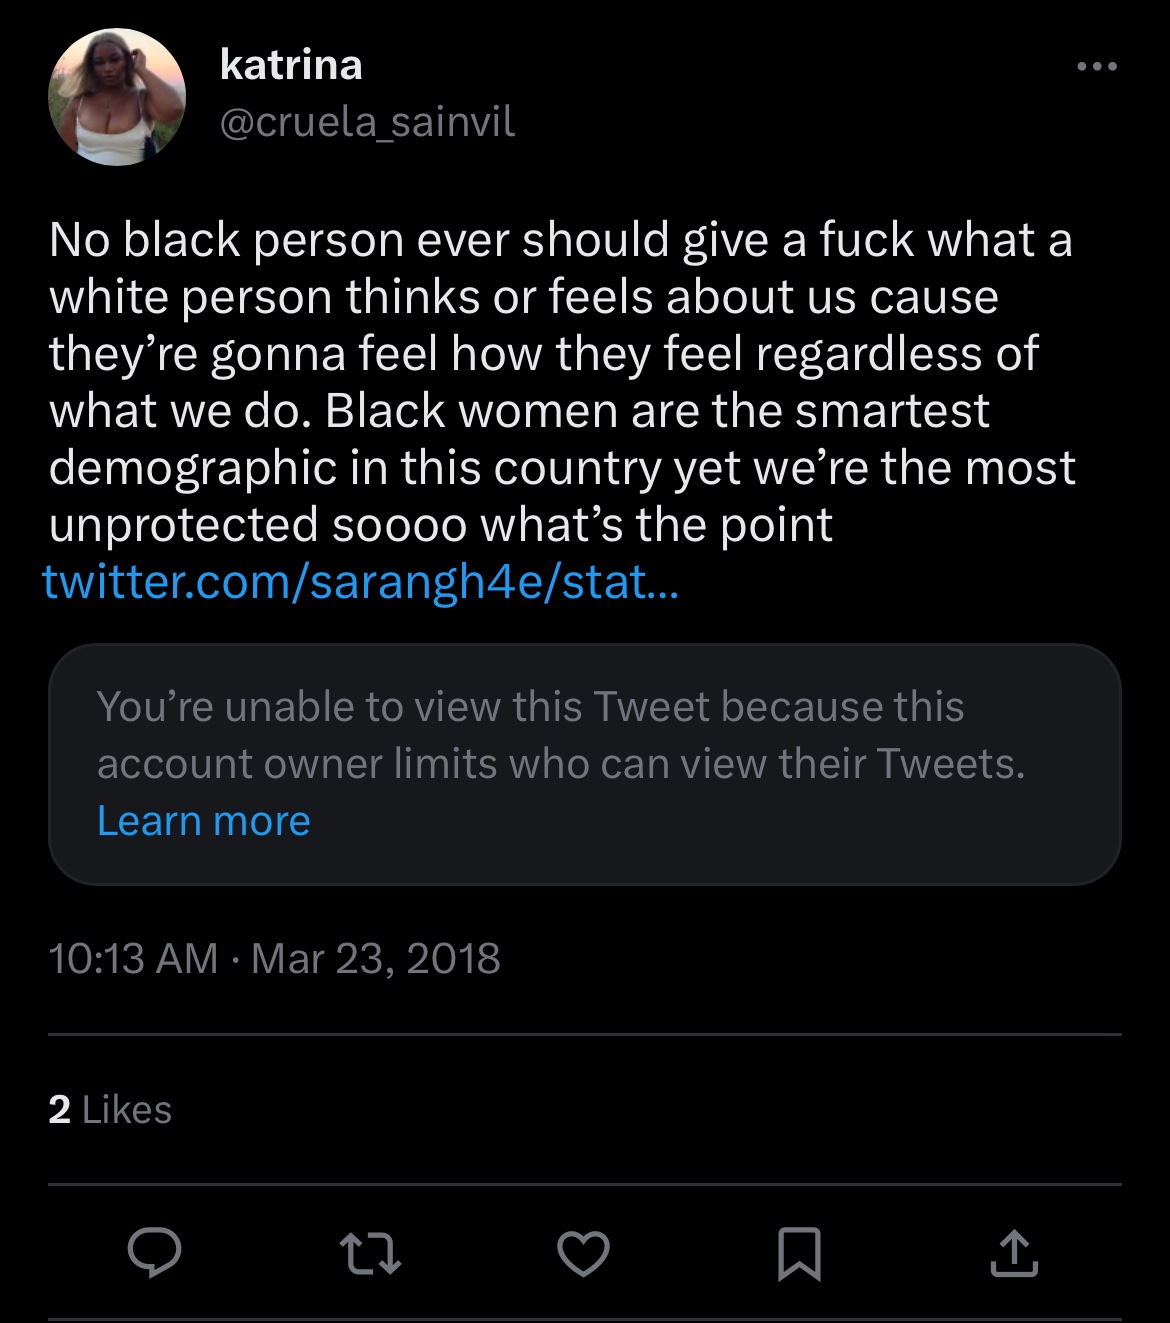 katrina
@cruela_sainvil
No black person ever should give a fuck what a
white person thinks or feels about us cause
they’re gonna feel how they feel regardless of
what we do. Black women are the smartest
demographic in this country yet we’re the most
unprotected soooo what’s the point
twitter.com/sarangh4e/stat...
You’re unable to view this Tweet because this
account owner limits who can view their Tweets.
Learn more
10:13 AM · Mar 23, 2018
2 Likes